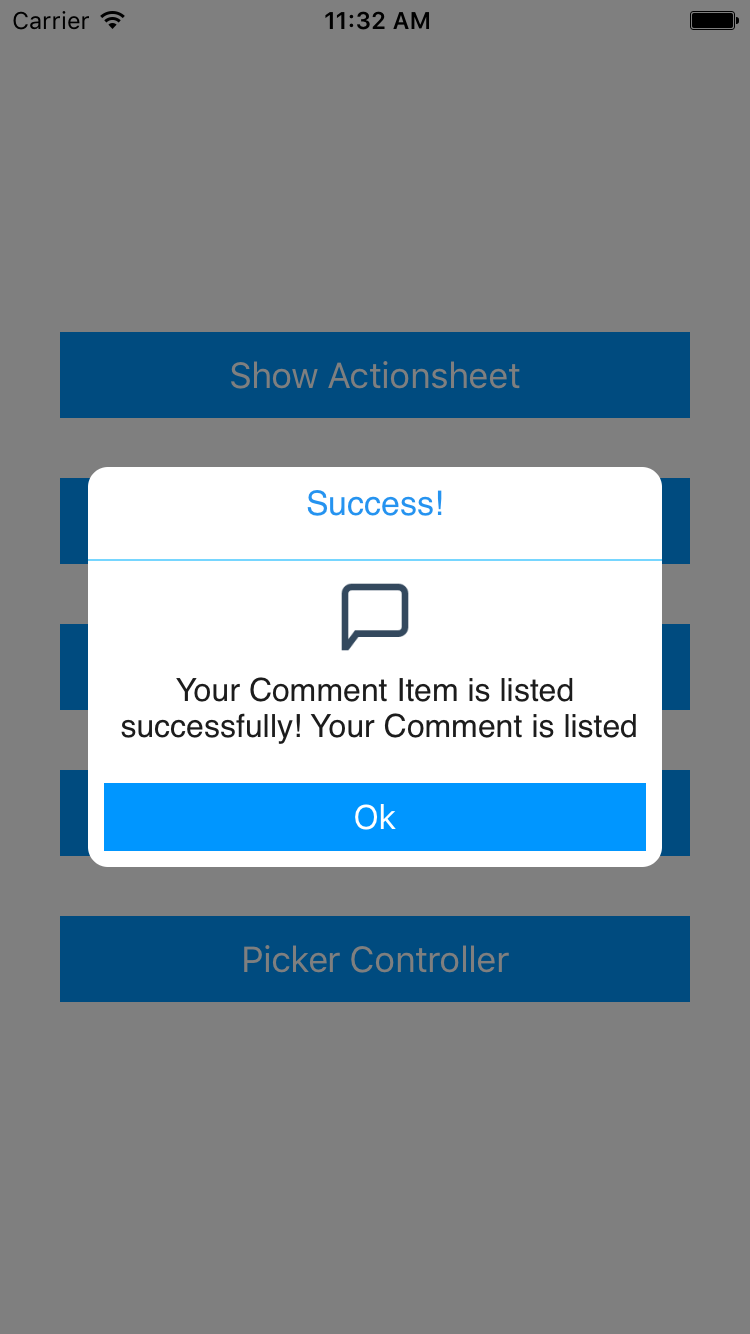 Carrier 11:32 AM
Show Actionsheet
Success!
Your Comment Item is listed
successfully! Your Comment is listed
Ok
Picker Controller